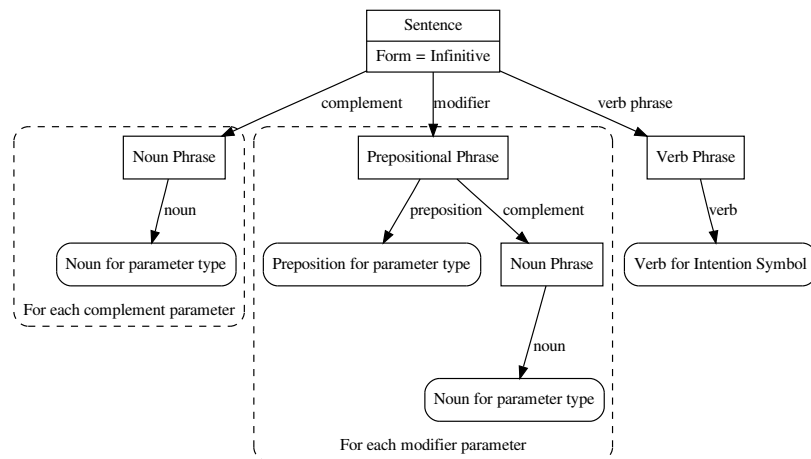 Sentence
Form = Infinitive
complement
modifier
verb phrase
Noun Phrase
Prepositional Phrase
Verb Phrase
noun
preposition
complement
verb
Noun for parameter type
Preposition for parameter type
Noun Phrase
Verb for Intention Symbol
For each complement parameter
noun
Noun for parameter type
For each modifier parameter